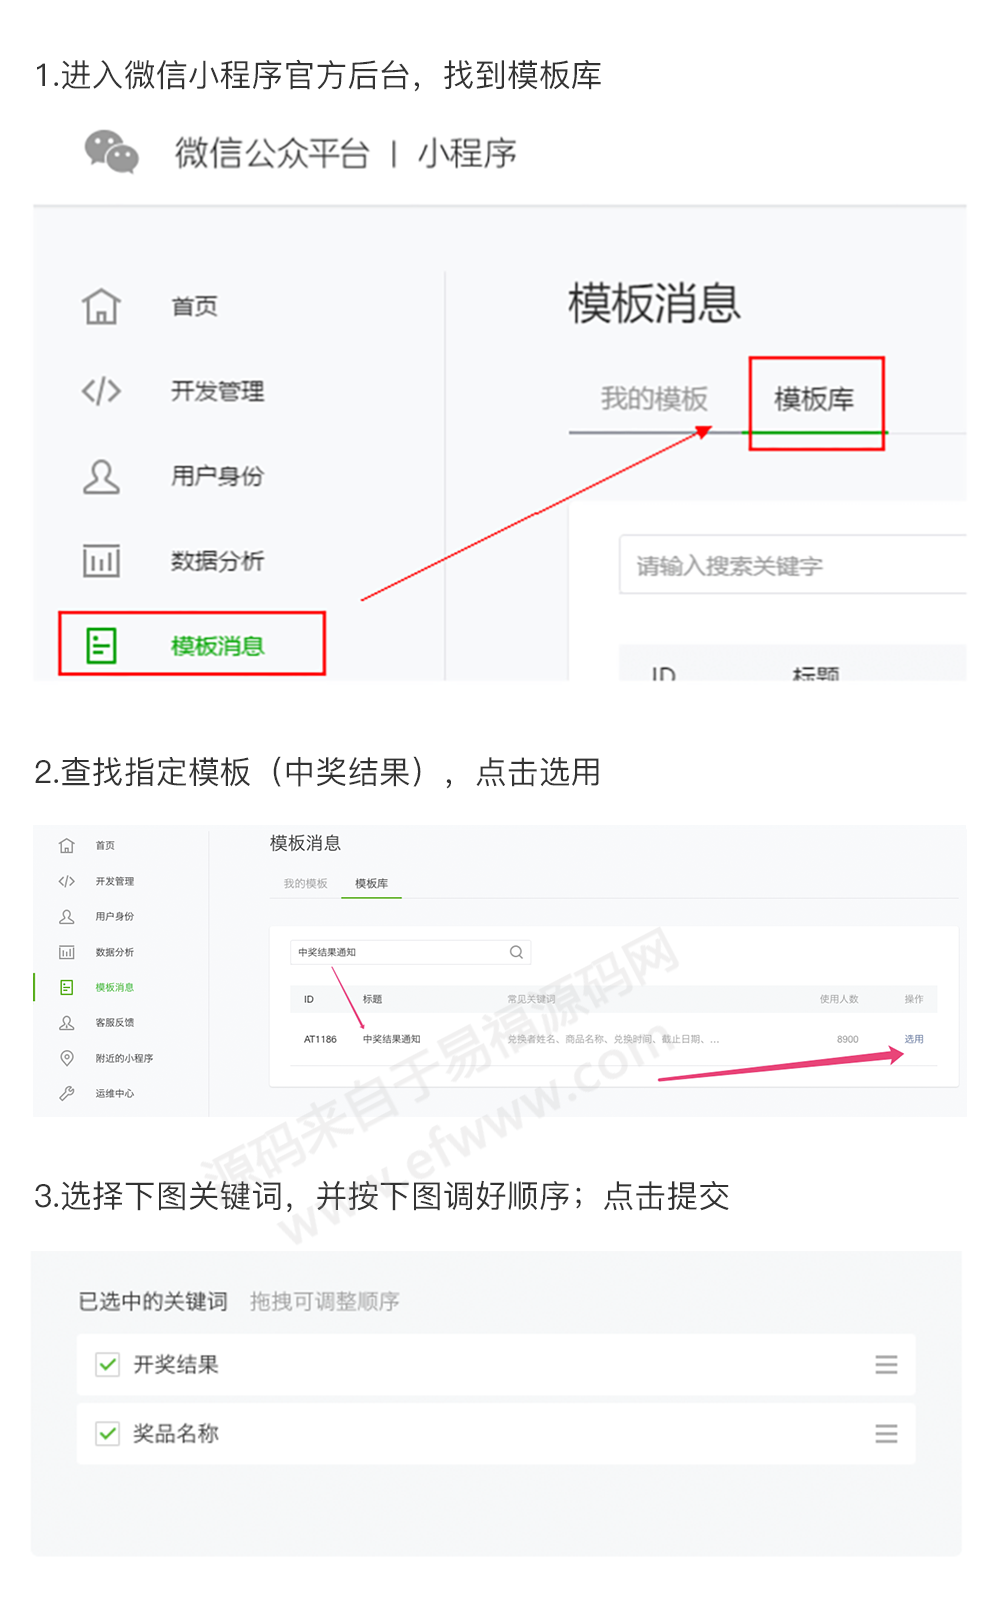 1.进入微信小程序官方后台，找到模板库
微信公众平台 | 小程序
首页
开发管理
用户身份
数据分析
模板消息
模板消息
我的模板 模板库
请输入搜索关键字
ID 标题
2.查找指定模板（中奖结果），点击选用
首页
开发管理
用户身份
数据分析
模板消息
客服反馈
附近的小程序
运维中心
模板消息
我的模板 模板库
中奖结果通知
ID 标题 常见关键词 使用人数 操作
AT1186 中奖结果通知 兑换者姓名、商品名称、兑换时间、截止日期、... 8900 选用
源码来自于易福源码网
www.efwww.com
3.选择下图关键词，并按下图调好顺序；点击提交
已选中的关键词 拖拽可调整顺序
开奖结果
奖品名称